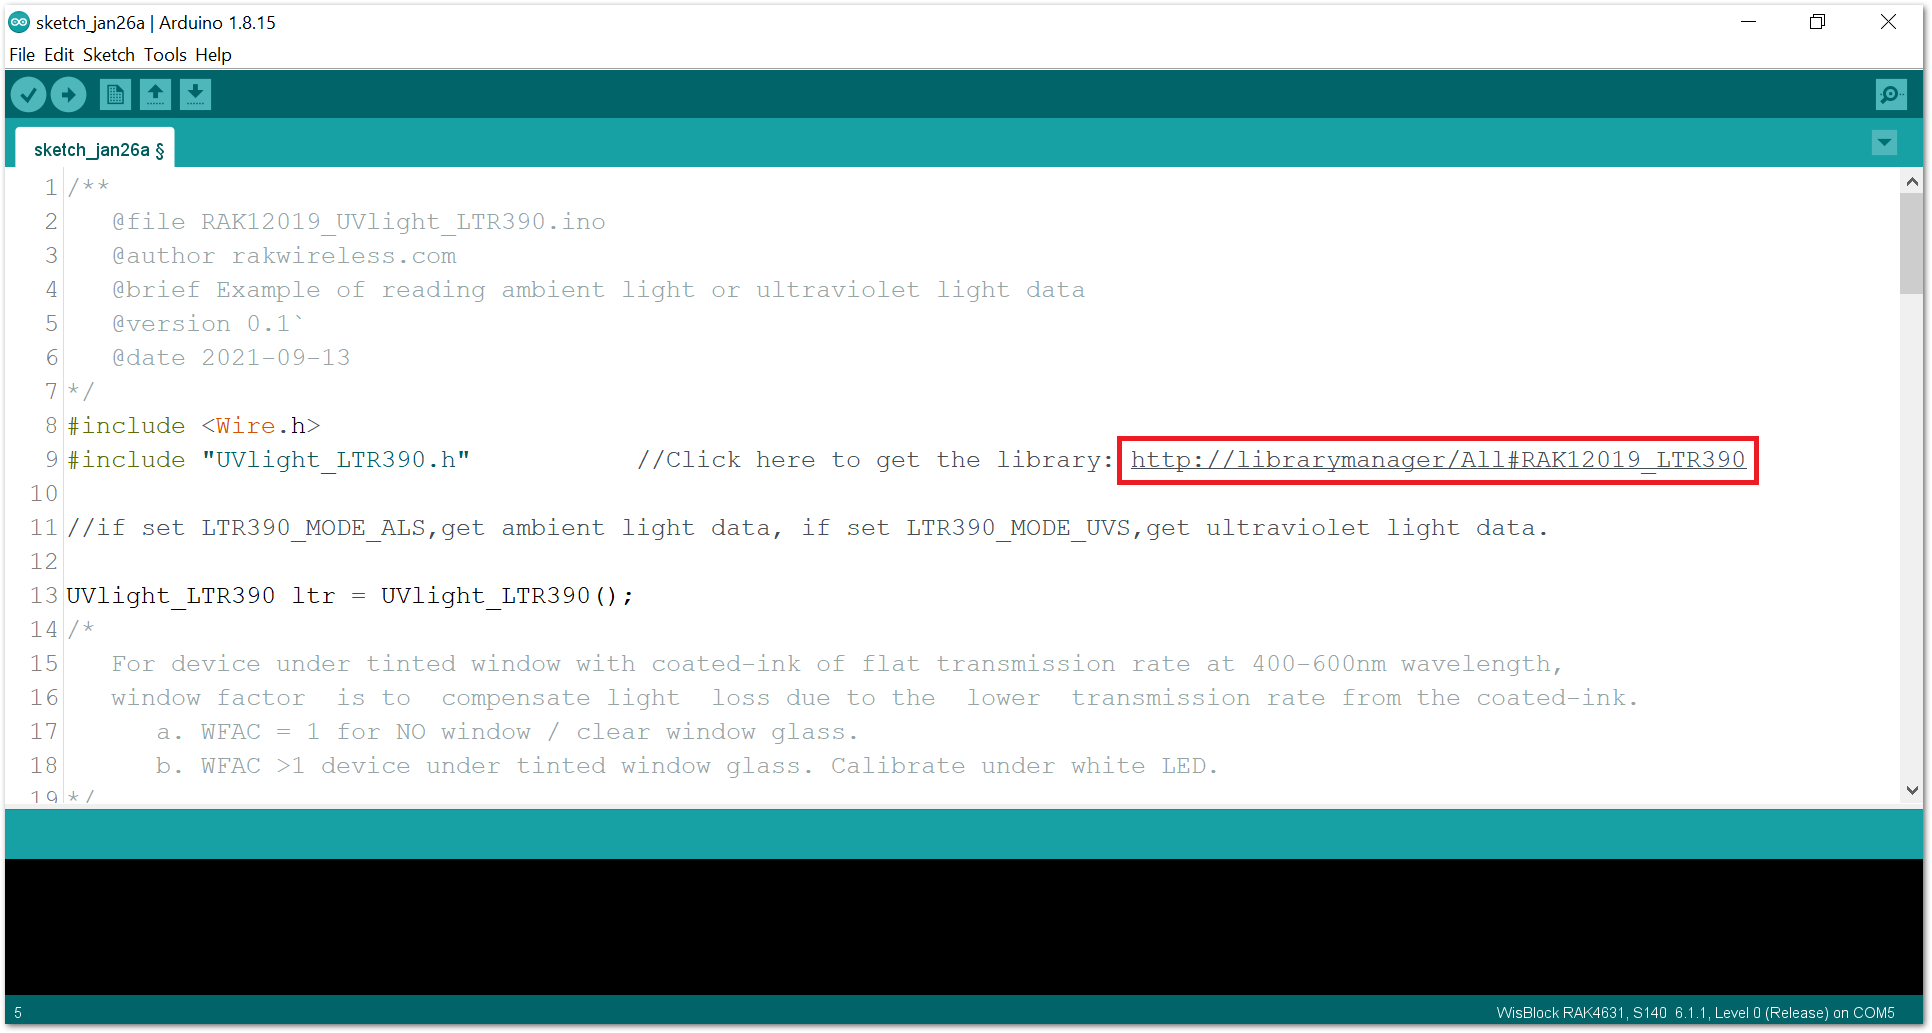 sketch_jan26a | Arduino 1.8.15
File Edit Sketch Tools Help
sketch_jan26a §
1 /**
2    @file RAK12019_UVlight_LTR390.ino
3    @author rakwireless.com
4    @brief Example of reading ambient light or ultraviolet light data
5    @version 0.1`
6    @date 2021-09-13
7 */
8 #include <Wire.h>
9 #include "UVlight_LTR390.h"           //Click here to get the library: http://librarymanager/All#RAK12019_LTR390
10
11 //if set LTR390_MODE_ALS,get ambient light data, if set LTR390_MODE_UVS,get ultraviolet light data.
12
13 UVlight_LTR390 ltr = UVlight_LTR390();
14 /*
15    For device under tinted window with coated-ink of flat transmission rate at 400-600nm wavelength,
16    window factor  is to  compensate light  loss due to the  lower  transmission rate from the coated-ink.
17       a. WFAC = 1 for NO window / clear window glass.
18       b. WFAC >1 device under tinted window glass. Calibrate under white LED.
19 */
5
WisBlock RAK4631, S140 6.1.1, Level 0 (Release) on COM5